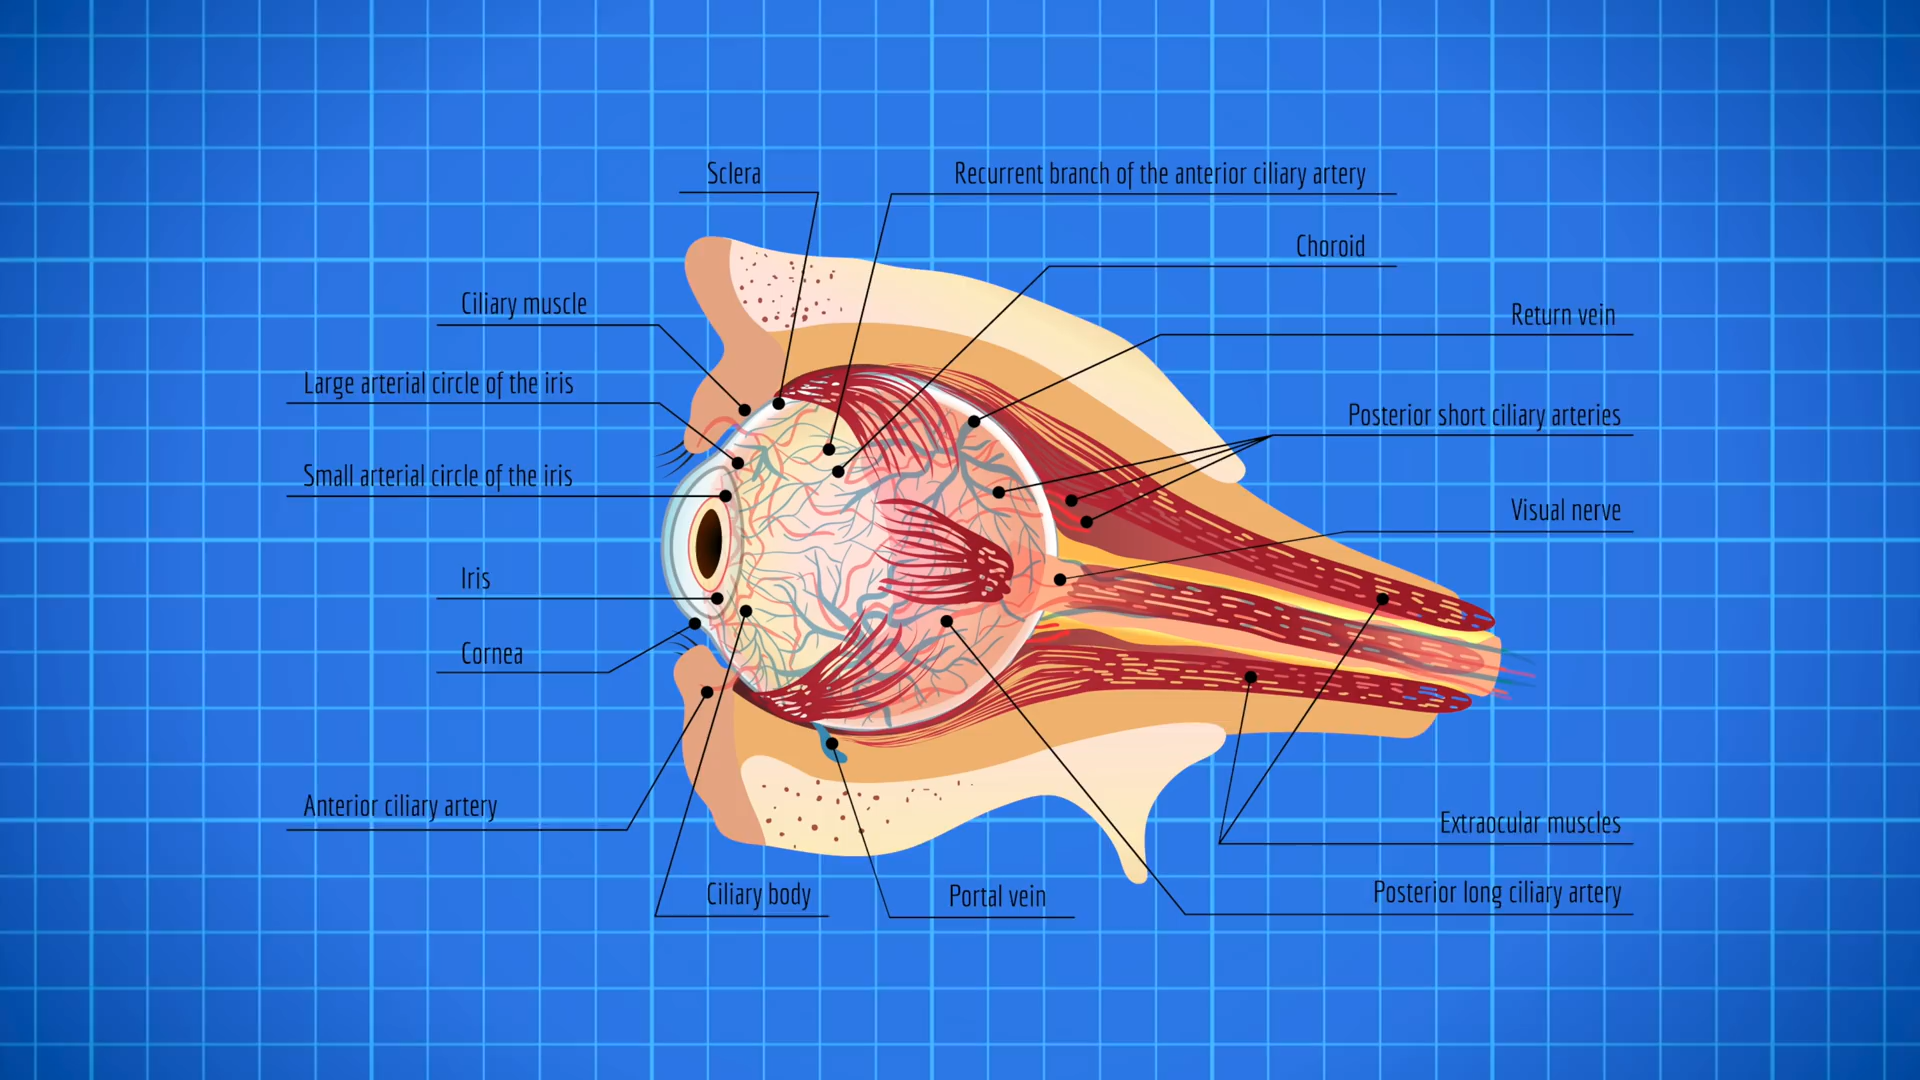 Sclera
Recurrent branch of the anterior ciliary artery
Choroid
Ciliary muscle
Return vein
Large arterial circle of the iris
Posterior short ciliary arteries
Small arterial circle of the iris
Visual nerve
Iris
Cornea
Anterior ciliary artery
Extraocular muscles
Ciliary body
Portal vein
Posterior long ciliary artery